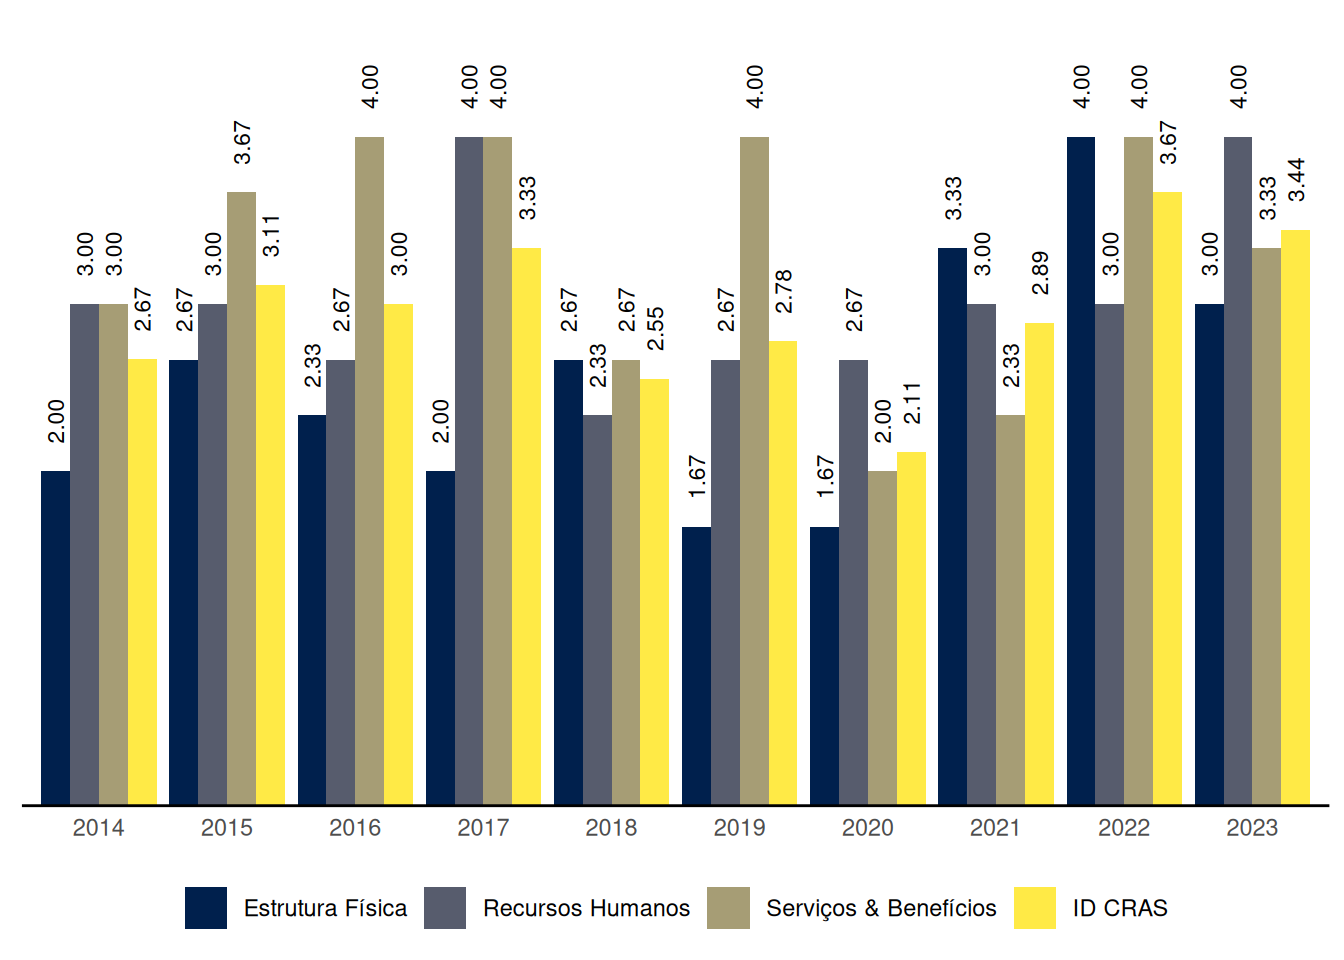 2.00 3.00 3.00 2.67
2.67 3.00 3.67 3.11
2.33 2.67 4.00 3.00
2.00 4.00 4.00 3.33
2.67 2.33 2.67 2.55
1.67 2.67 4.00 2.78
1.67 2.67 2.00 2.11
3.33 3.00 2.33 2.89
4.00 3.00 4.00 3.67
3.00 4.00 3.33 3.44
2014 2015 2016 2017 2018 2019 2020 2021 2022 2023
Estrutura Física Recursos Humanos Serviços & Benefícios ID CRAS